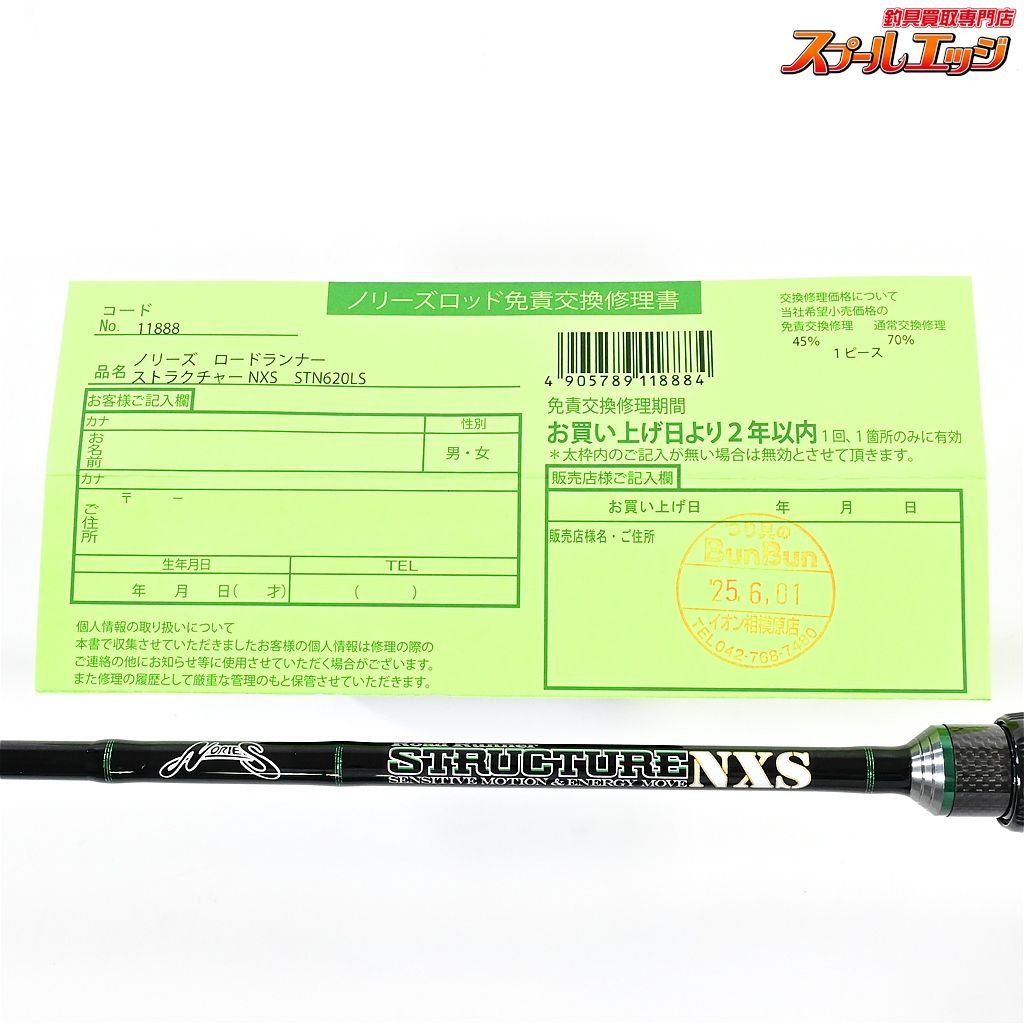 釣具買取専門店
スプールエッジ
ノリーズロッド免責交換修理書
コード
No. 11888
品名 ノリーズ ロードランナー
ストラクチャーNXS STN620LS
交換修理価格について
当社希望小売価格の
免責交換修理 通常交換修理
45% 70%
1ピース
4 905789 118884
免責交換修理期間
お買い上げ日より2年以内 1回、1箇所のみに有効
＊太枠内のご記入が無い場合は無効とさせて頂きます。
お客様ご記入欄
カナ
性別
お名前
男・女
カナ
〒 −
ご住所
生年月日 TEL
年 月 日( 才) ( )
販売店様ご記入欄
お買い上げ日 年 月 日
販売店様名・ご住所
つり具の
BunBun
'25.6.01
イオン相模原店
TEL042-768-7480
個人情報の取り扱いについて
本書で収集させていただきましたお客様の個人情報は修理の際の
ご連絡の他にお知らせ等に使用させていただく場合がございます。
また修理の履歴として厳重な管理のもと保管させていただきます。
NORIES
Road Runner
STRUCTURE NXS
SENSITIVE MOTION & ENERGY MOVE